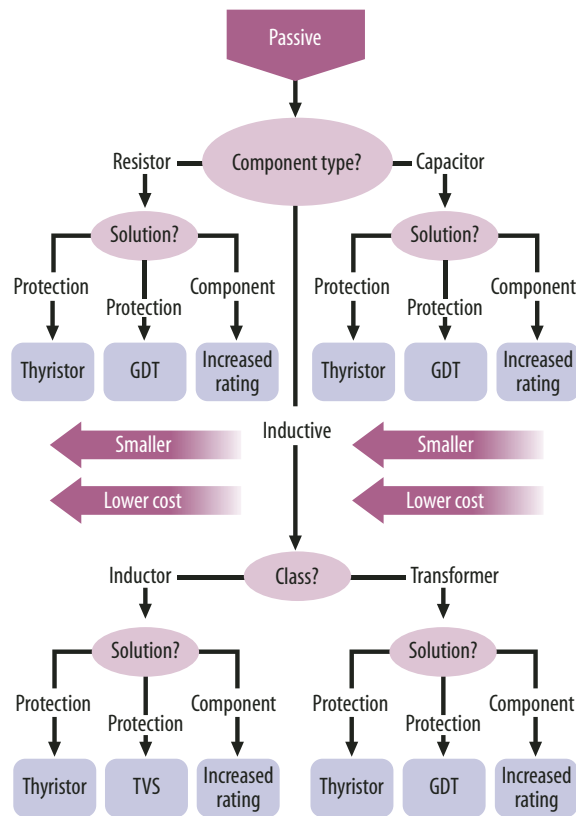 Passive
Resistor
Component type?
Capacitor
Solution?
Solution?
Protection
Protection
Component
Protection
Protection
Component
Thyristor
GDT
Increased
rating
Thyristor
GDT
Increased
rating
Inductive
Smaller
Smaller
Lower cost
Lower cost
Inductor
Class?
Transformer
Solution?
Solution?
Protection
Protection
Component
Protection
Protection
Component
Thyristor
TVS
Increased
rating
Thyristor
GDT
Increased
rating